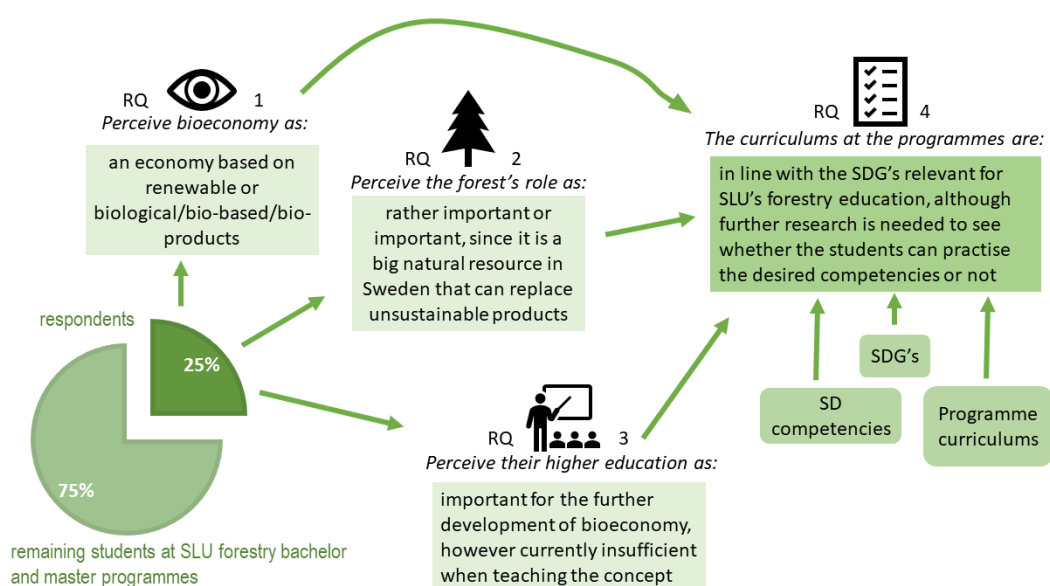 RQ 1
Perceive bioeconomy as:
an economy based on
renewable or
biological/bio-based/bio-
products
RQ 2
Perceive the forest's role as:
rather important or
important, since it is a
big natural resource in
Sweden that can replace
unsustainable products
RQ 4
The curriculums at the programmes are:
in line with the SDG's relevant for
SLU's forestry education, although
further research is needed to see
whether the students can practise
the desired competencies or not
respondents
25%
75%
remaining students at SLU forestry bachelor
and master programmes
RQ 3
Perceive their higher education as:
important for the further
development of bioeconomy,
however currently insufficient
when teaching the concept
SD
competencies
SDG's
Programme
curriculums